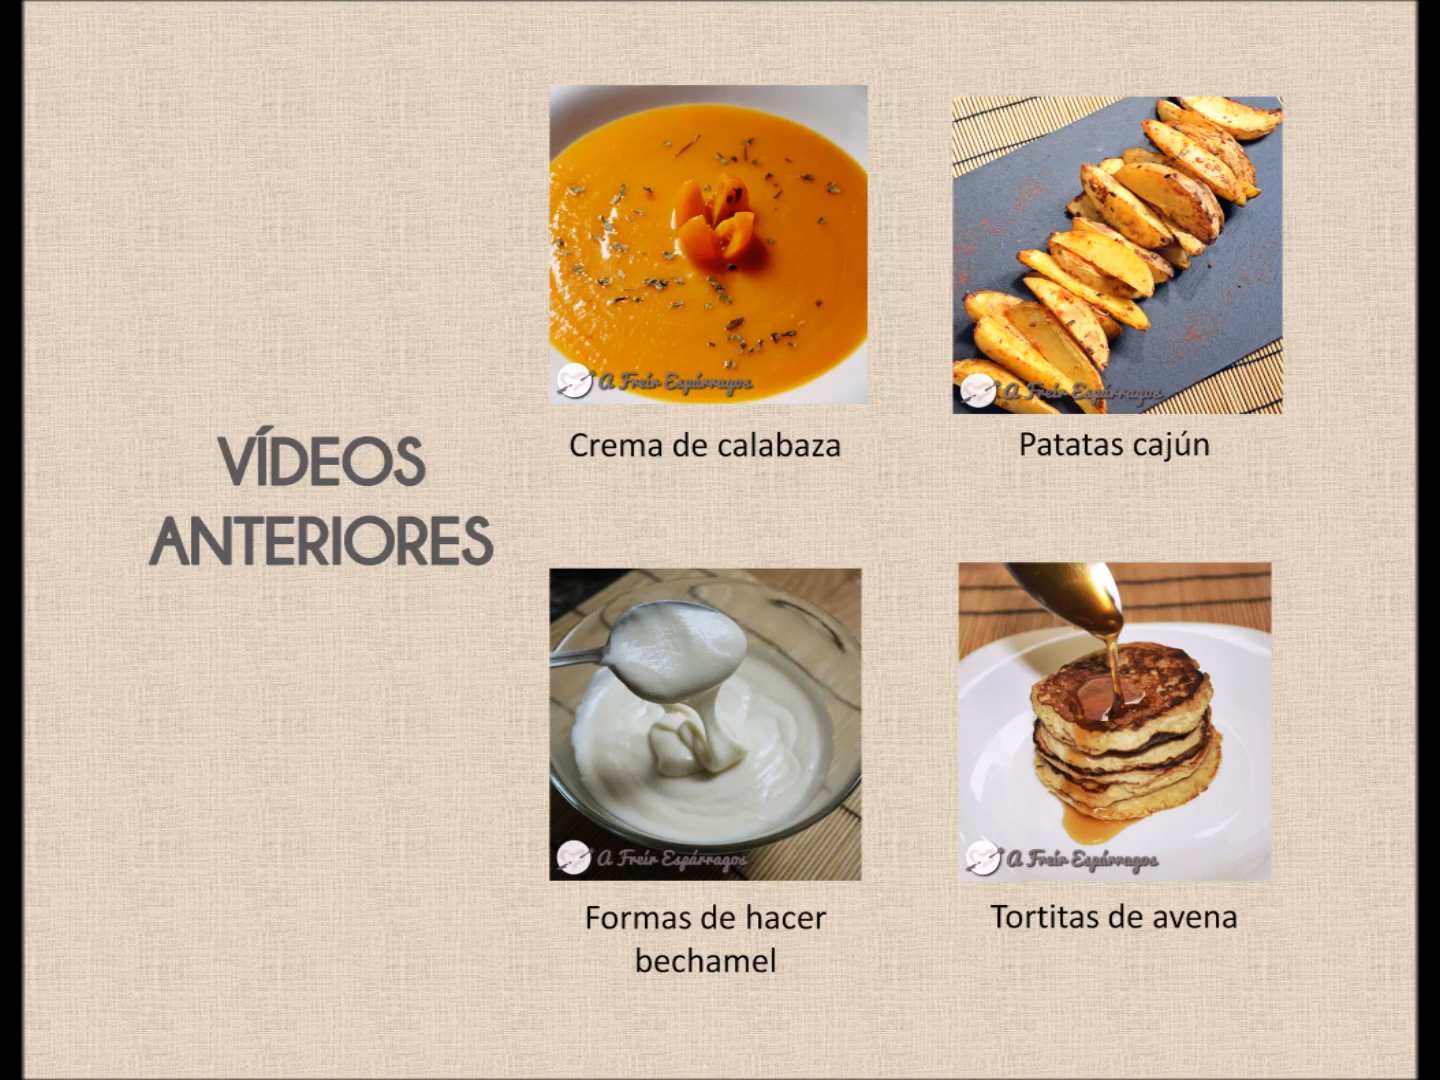 VÍDEOS
ANTERIORES
A Freír Espárragos
Crema de calabaza
A Freír Espárragos
Patatas cajún
A Freír Espárragos
Formas de hacer
bechamel
A Freír Espárragos
Tortitas de avena